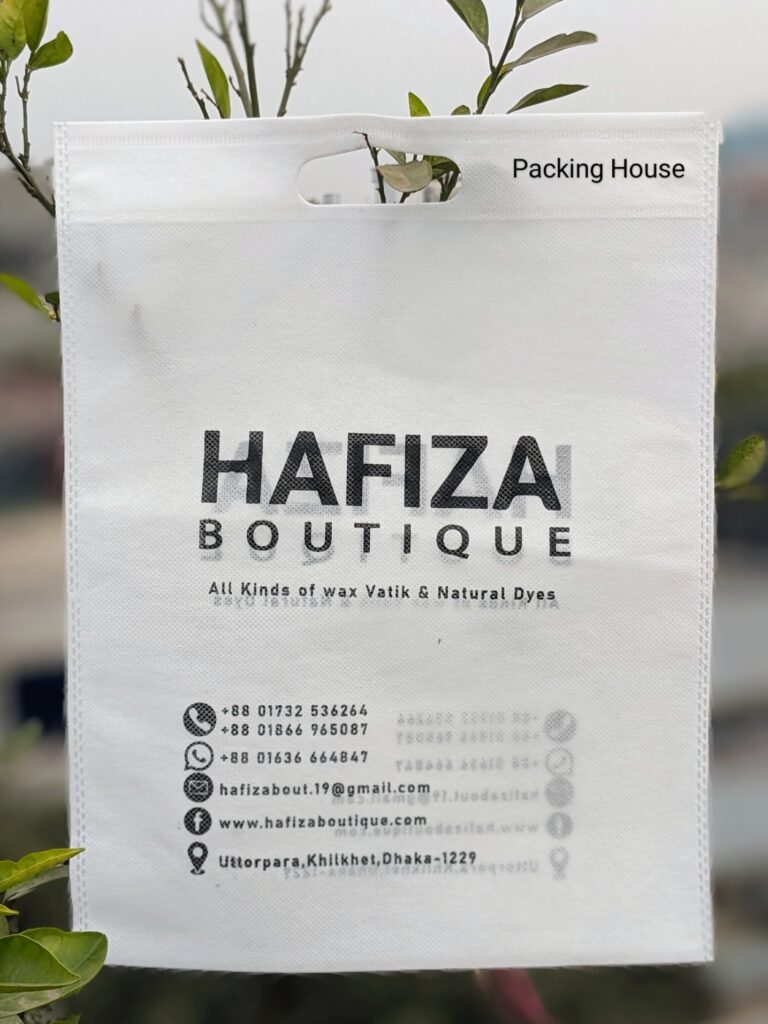 Packing House
HAFIZA
BOUTIQUE
All Kinds of wax Vatik & Natural Dyes
+88 01732 536264
+88 01866 965087
+88 01636 664847
hafizabout.19@gmail.com
www.hafizaboutique.com
Uttorpara,Khilkhet,Dhaka-1229